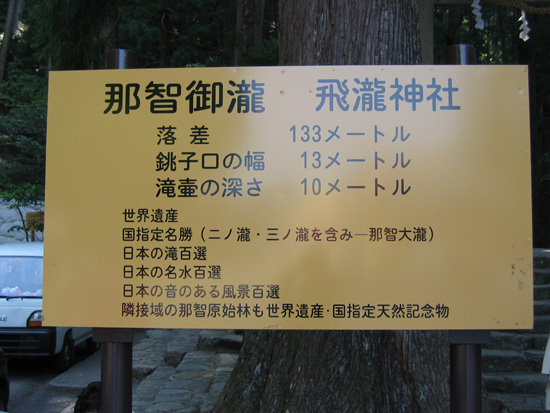 那智御瀧 飛瀧神社
落差 133メートル
銚子口の幅 13メートル
滝壷の深さ 10メートル
世界遺産
国指定名勝(二ノ瀧・三ノ瀧を含み―那智大瀧)
日本の滝百選
日本の名水百選
日本の音のある風景百選
隣接域の那智原始林も世界遺産・国指定天然記念物